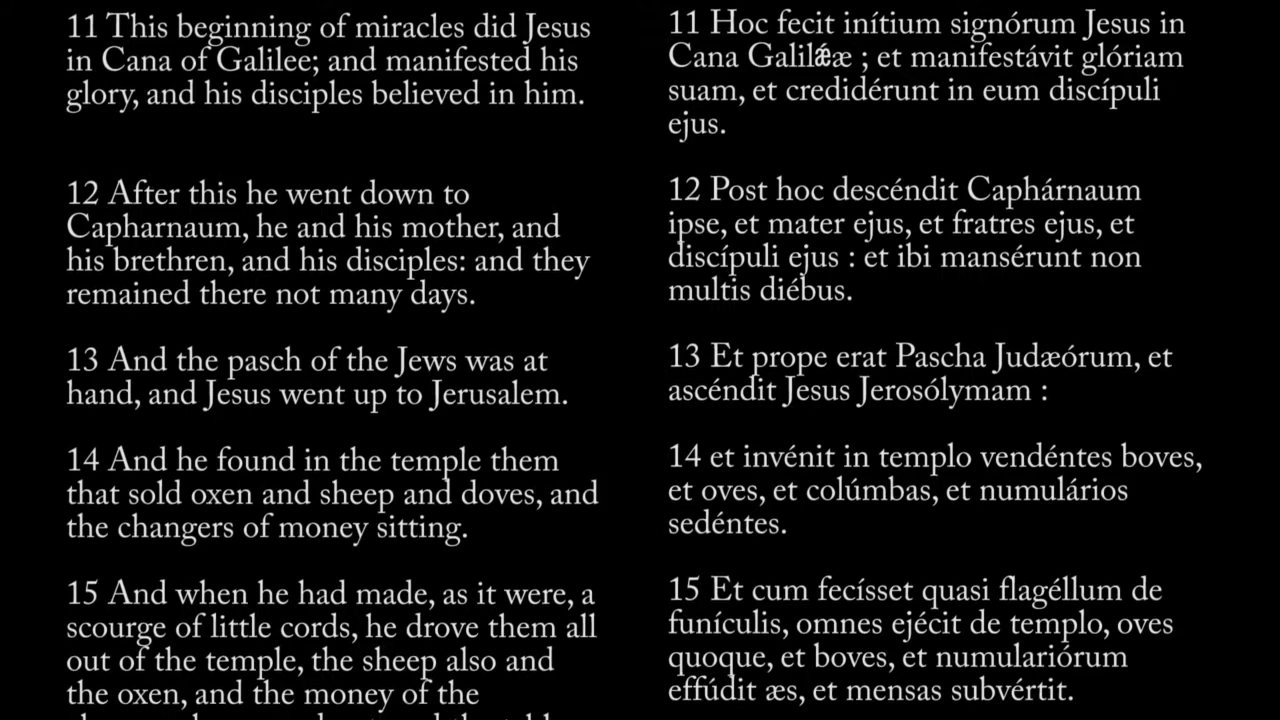 11 This beginning of miracles did Jesus
in Cana of Galilee; and manifested his
glory, and his disciples believed in him.
12 After this he went down to
Capharnaum, he and his mother, and
his brethren, and his disciples: and they
remained there not many days.
13 And the pasch of the Jews was at
hand, and Jesus went up to Jerusalem.
14 And he found in the temple them
that sold oxen and sheep and doves, and
the changers of money sitting.
15 And when he had made, as it were, a
scourge of little cords, he drove them all
out of the temple, the sheep also and
the oxen, and the money of the
11 Hoc fecit inítium signórum Jesus in
Cana Galilǽæ ; et manifestávit glóriam
suam, et credidérunt in eum discípuli
ejus.
12 Post hoc descéndit Caphárnaum
ipse, et mater ejus, et fratres ejus, et
discípuli ejus : et ibi mansérunt non
multis diébus.
13 Et prope erat Pascha Judæórum, et
ascéndit Jesus Jerosólymam :
14 et invénit in templo vendéntes boves,
et oves, et colúmbas, et numulários
sedéntes.
15 Et cum fecísset quasi flagéllum de
funículis, omnes ejécit de templo, oves
quoque, et boves, et numulariórum
effúdit æs, et mensas subvértit.